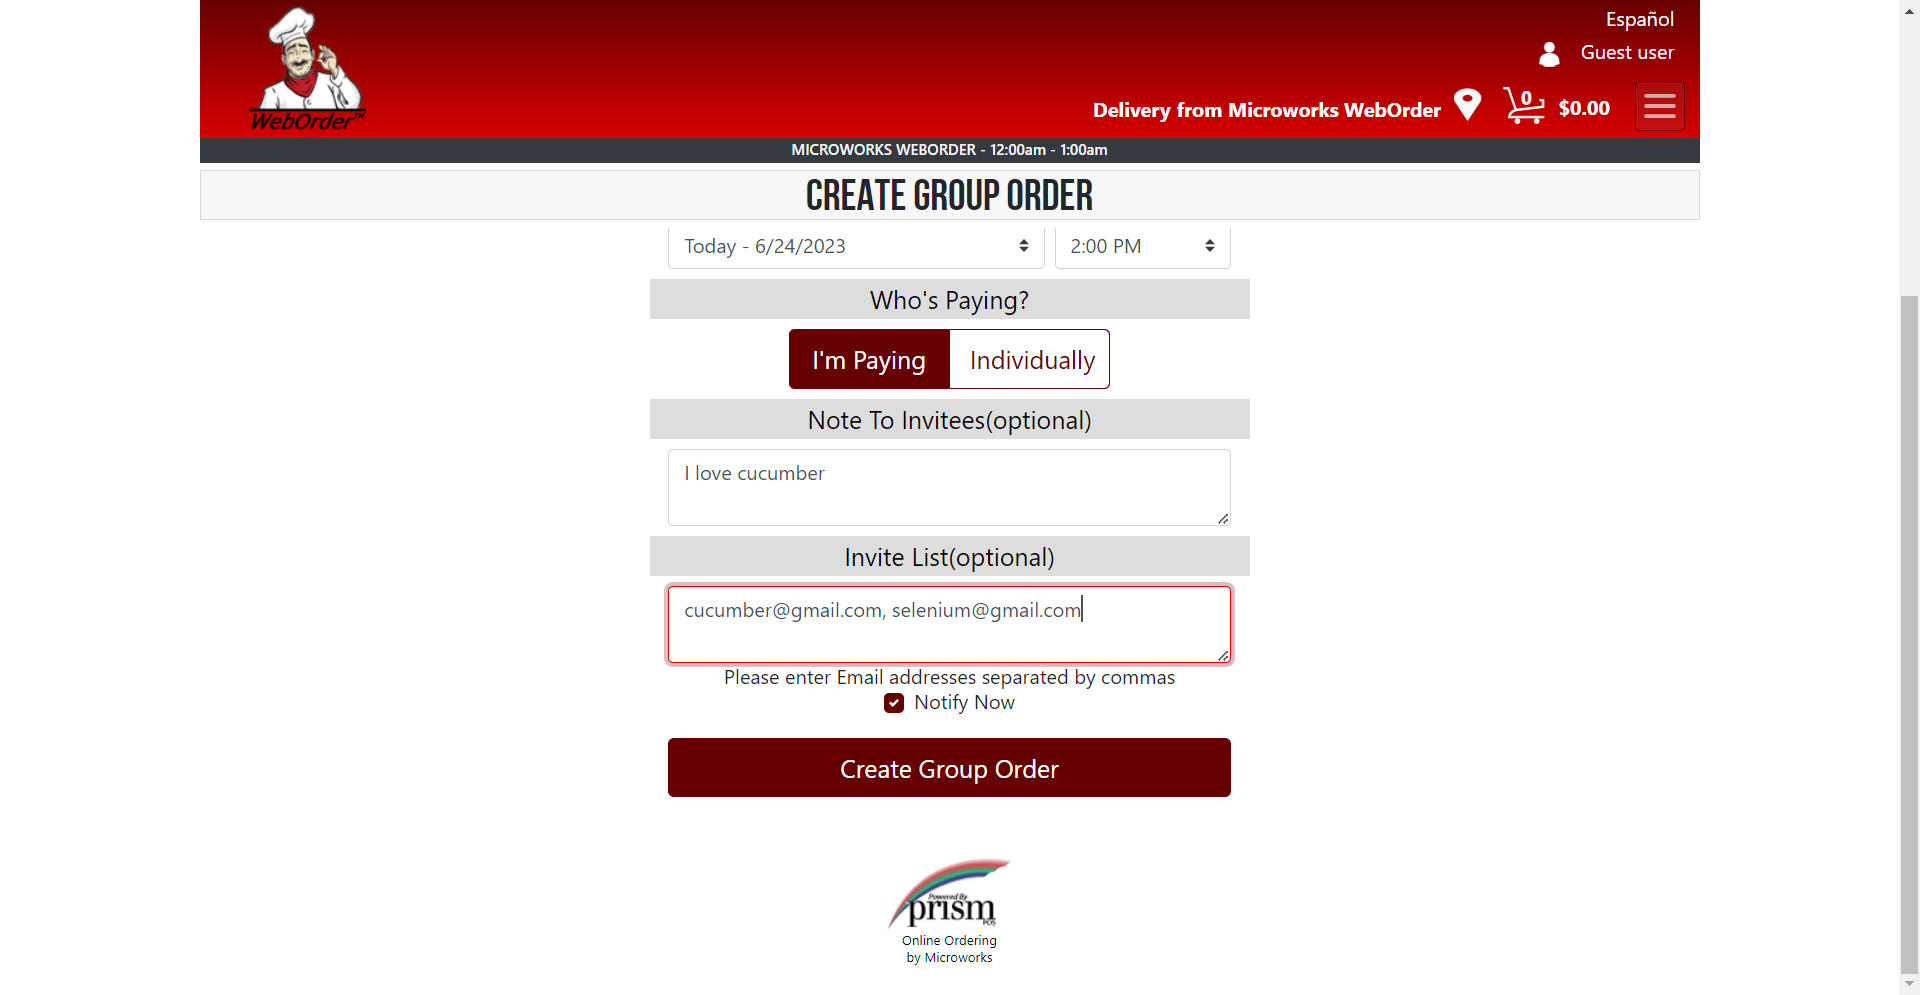 Español
Guest user
WebOrder™
Delivery from Microworks WebOrder
0
$0.00
MICROWORKS WEBORDER - 12:00am - 1:00am
CREATE GROUP ORDER
Today - 6/24/2023
2:00 PM
Who's Paying?
I'm Paying
Individually
Note To Invitees(optional)
I love cucumber
Invite List(optional)
cucumber@gmail.com, selenium@gmail.com
Please enter Email addresses separated by commas
Notify Now
Create Group Order
Powered By
prism
POS
Online Ordering
by Microworks